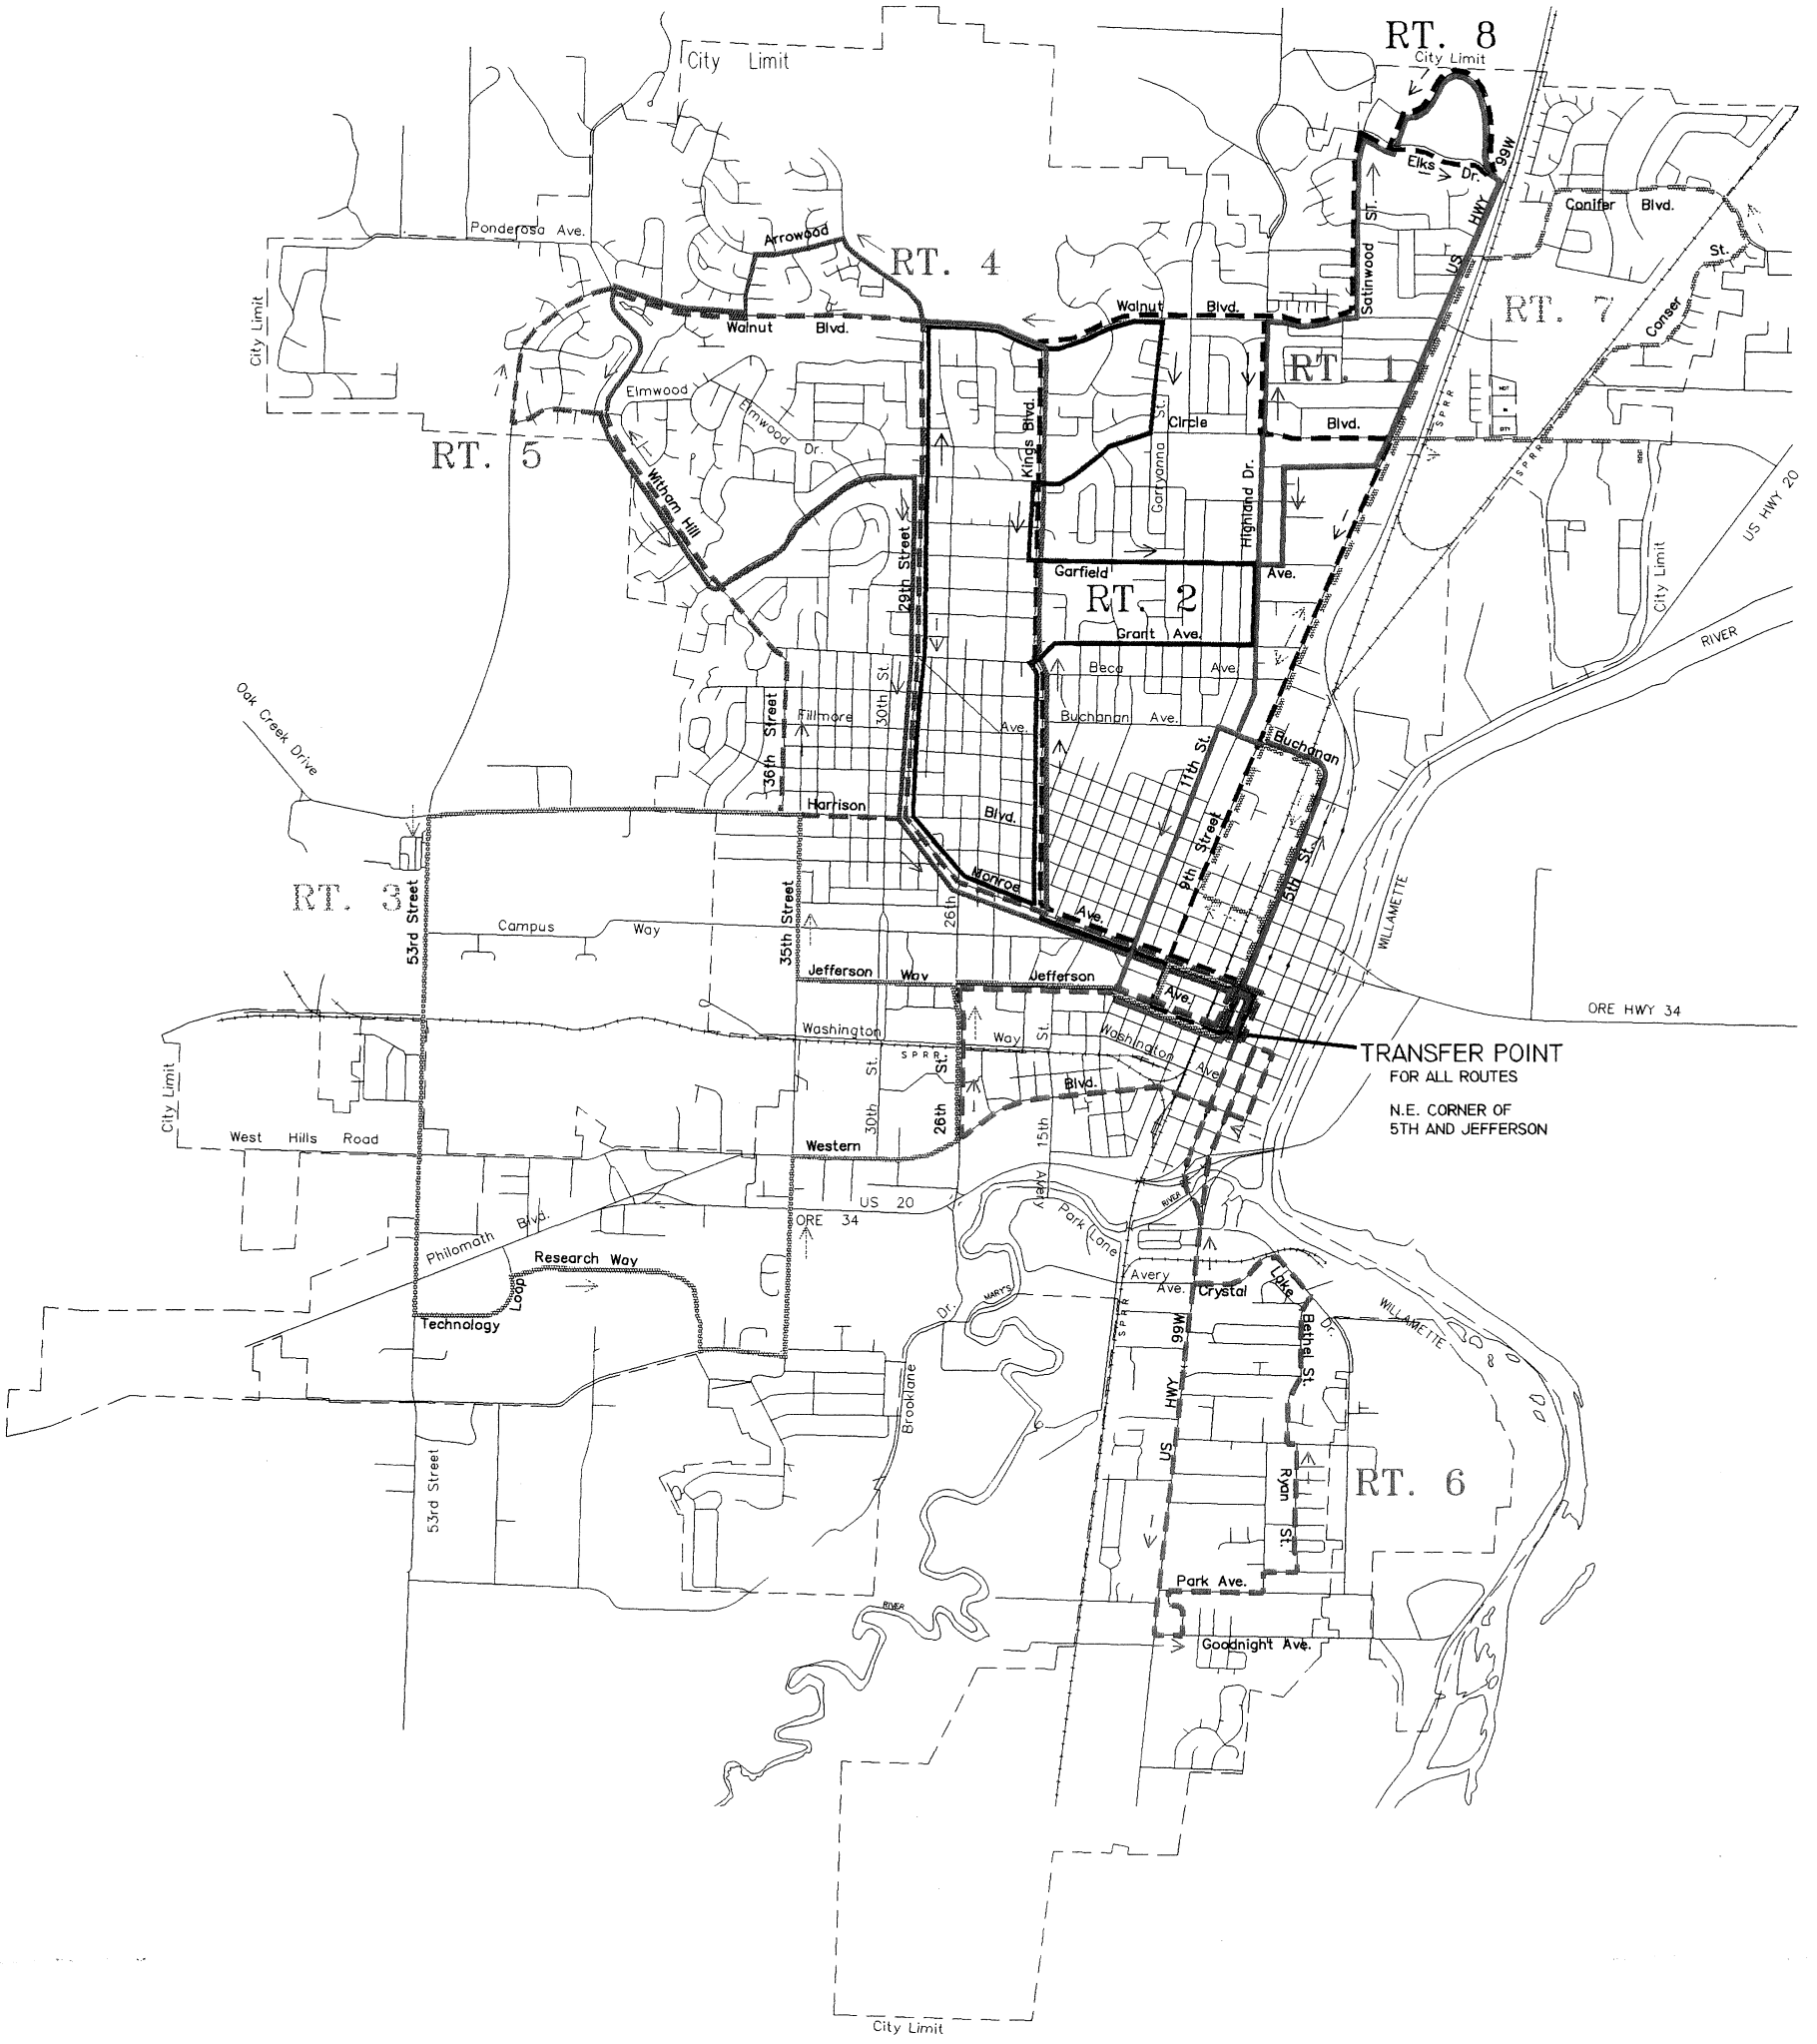 RT. 8
City Limit
City Limit
Elks Dr.
US HWY 99W
Conifer Blvd.
Ponderosa Ave.
Arrowood
RT. 4
Satinwood ST.
St.
Conser
RT. 7
City Limit
Walnut Blvd.
Walnut Blvd.
RT. 1
Elmwood
Elmwood Dr.
Kings Blvd.
Garryanna St.
Circle Blvd.
SPRR
SPRR
RT. 5
Witham Hill
Highland Dr.
US HWY 20
29th Street
City Limit
Garfield Ave.
RT. 2
Grant Ave.
RIVER
Beca Ave.
30th St.
Oak Creek Drive
36th Street
Fillmore Ave.
Buchanan Ave.
11th St.
Buchanan
Harrison Blvd.
9th Street
5th St.
Monroe Ave.
RT. 3
53rd Street
35th Street
26th
WILLAMETTE
Campus Way
Jefferson Way
Jefferson Ave.
ORE HWY 34
Washington Way
St.
Washington Ave.
SPRR
TRANSFER POINT
FOR ALL ROUTES
N.E. CORNER OF
5TH AND JEFFERSON
City Limit
30th St.
26th St.
Blvd.
15th
West Hills Road
Western
US 20
ORE 34
Avery
Park Lane
RIVER
Philomath Blvd.
Research Way
Loop
Technology
Avery Ave.
Crystal Lake Dr.
MARY'S
Dr.
Brooklane
SPRR
US HWY 99W
Bethel St.
WILLAMETTE
53rd Street
Ryan St.
RT. 6
Park Ave.
RIVER
Goodnight Ave.
City Limit